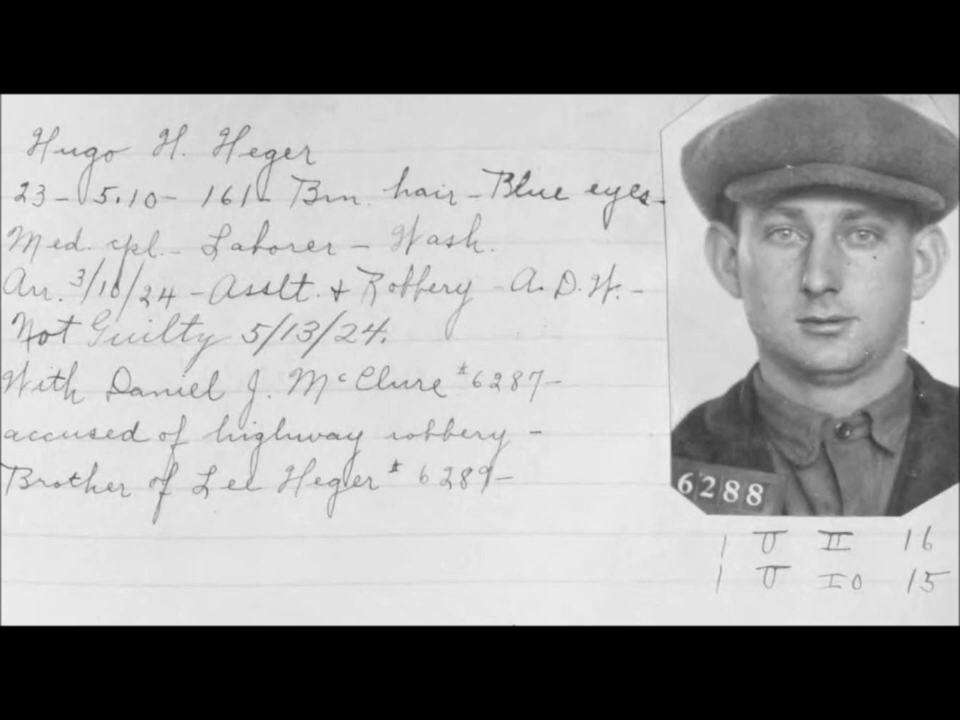 Hugo H. Heger
23 - 5.10 - 161 - Brn. hair - Blue eyes -
Med. cpl. - Laborer - Wash.
Arr. 3/10/24 - Asslt. & Robbery - A. D. W. -
Not Guilty 5/13/24.
With Daniel J. McClure #6287 -
accused of highway robbery -
Brother of Lee Heger # 6289 -
6288
1 U II 16
1 U IO 15